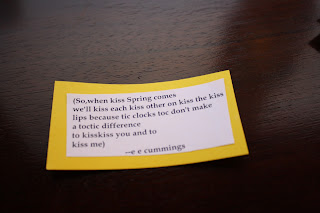 (So,when kiss Spring comes
we'll kiss each kiss other on kiss the kiss
lips because tic clocks toc don't make
a toctic difference
to kisskiss you and to
kiss me)
--e e cummings